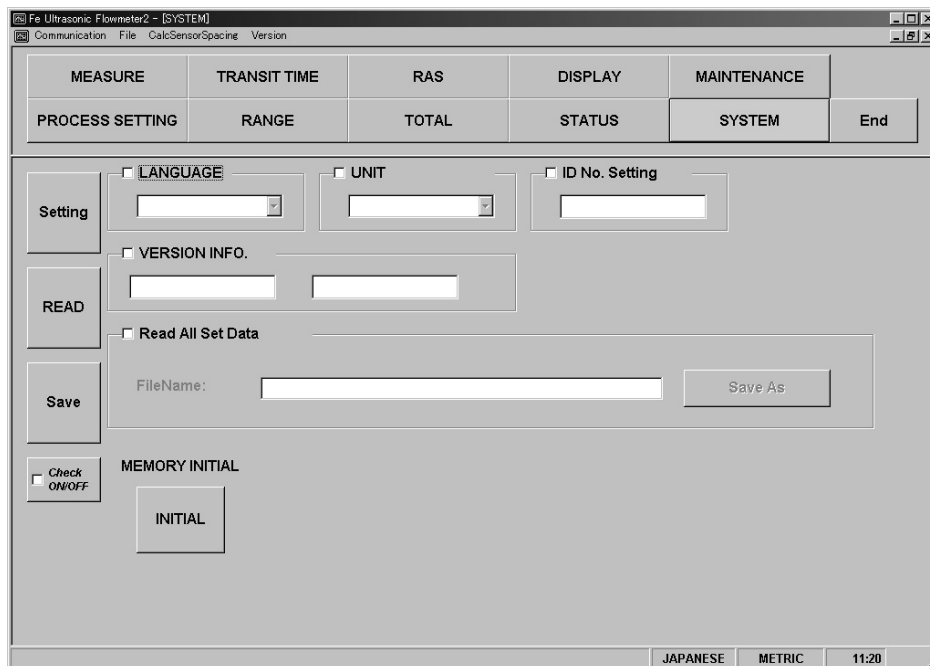 Fe Ultrasonic Flowmeter2 - [SYSTEM]
Communication File CalcSensorSpacing Version
MEASURE TRANSIT TIME RAS DISPLAY MAINTENANCE
PROCESS SETTING RANGE TOTAL STATUS SYSTEM End
Setting
LANGUAGE UNIT ID No. Setting
VERSION INFO.
READ
Read All Set Data
FileName: Save As
Save
Check
ON/OFF
MEMORY INITIAL
INITIAL
JAPANESE METRIC 11:20